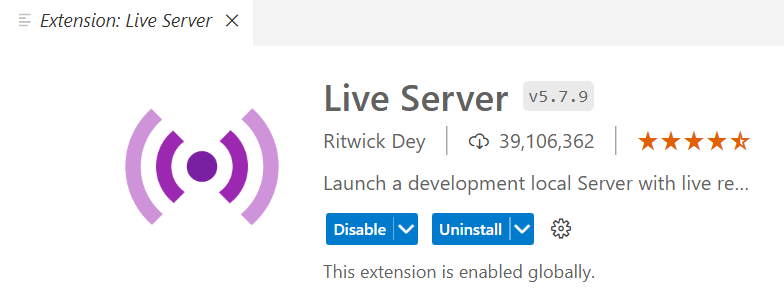 Extension: Live Server
Live Server v5.7.9
Ritwick Dey 39,106,362
Launch a development local Server with live re...
Disable Uninstall
This extension is enabled globally.